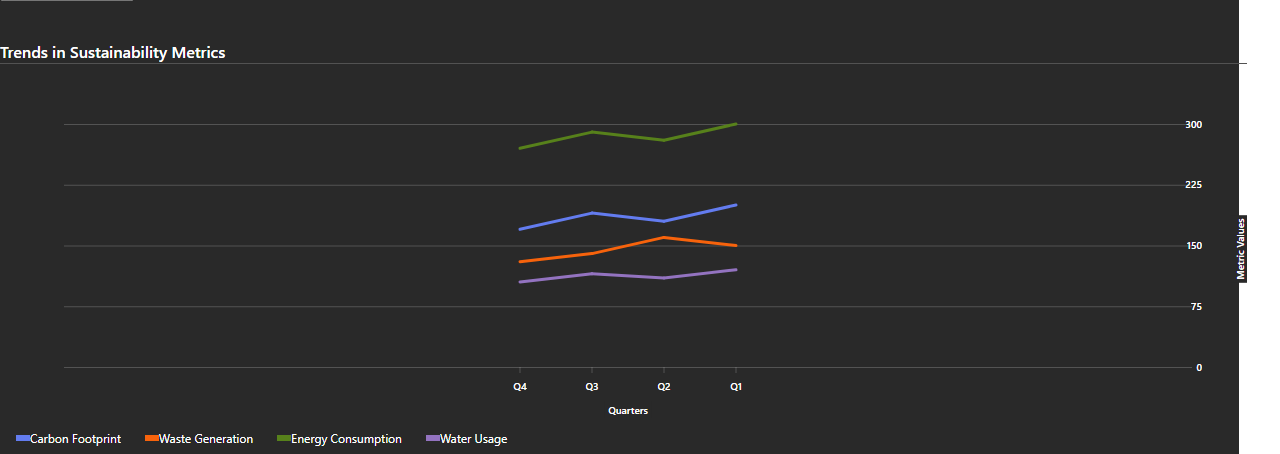 Trends in Sustainability Metrics
300
225
150
75
0
Metric Values
Q4 Q3 Q2 Q1
Quarters
Carbon Footprint Waste Generation Energy Consumption Water Usage